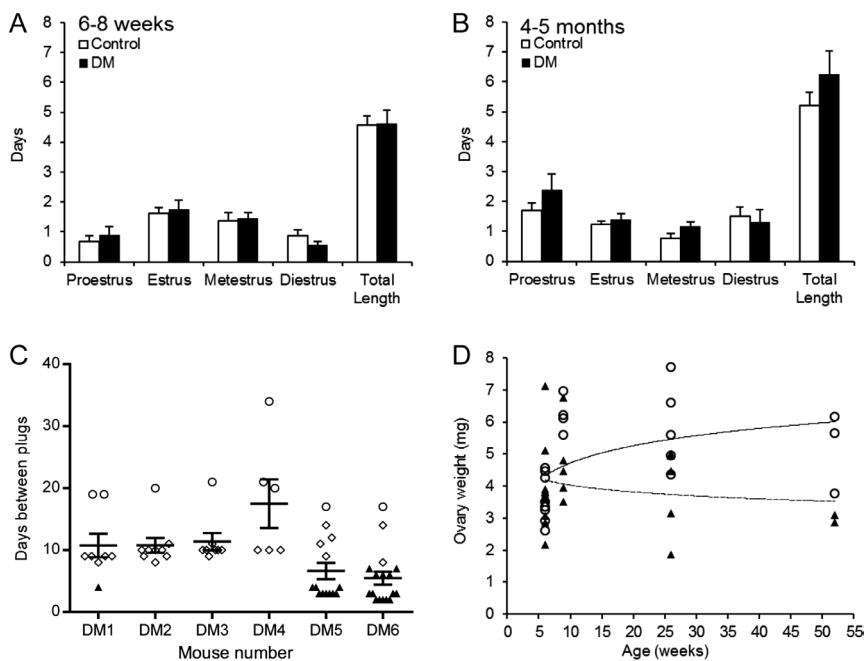 A
6-8 weeks
Control
DM
Days
8
7
6
5
4
3
2
1
0
Proestrus
Estrus
Metestrus
Diestrus
Total
Length
B
4-5 months
Control
DM
Days
8
7
6
5
4
3
2
1
0
Proestrus
Estrus
Metestrus
Diestrus
Total
Length
C
Days between plugs
40
30
20
10
0
DM1
DM2
DM3
DM4
DM5
DM6
Mouse number
D
Ovary weight (mg)
8
7
6
5
4
3
2
1
0
0
5
10
15
20
25
30
35
40
45
50
55
Age (weeks)